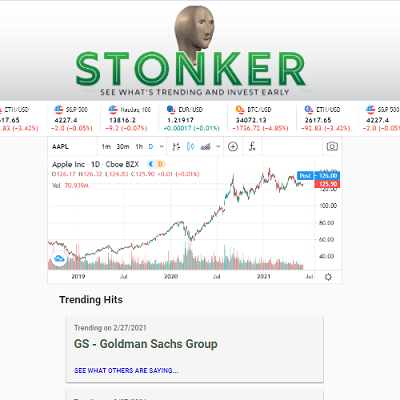 STONKER
SEE WHAT'S TRENDING AND INVEST EARLY
ETH/USD S&P 500 Nasdaq 100 EUR/USD BTC/USD ETH/USD S&P 500
617.65 4227.4 13816.2 1.21917 34072.13 2617.65 4227.4
.83 (−3.42%) −2.0 (−0.05%) −9.2 (−0.07%) +0.00017 (+0.01%) −1736.72 (−4.85%) −92.83 (−3.42%) −2.0 (−0.05%)
AAPL 1m 30m 1h D
Apple Inc · 1D · Cboe BZX D
O126.17 H126.32 L124.83 C125.90 +0.01 (+0.01%)
Vol 70.939M
Post 126.00
125.90
120.00
100.00
80.00
60.00
40.00
2019 Jul 2020 Jul 2021 Jul
Trending Hits
Trending on 2/27/2021
GS - Goldman Sachs Group
SEE WHAT OTHERS ARE SAYING...